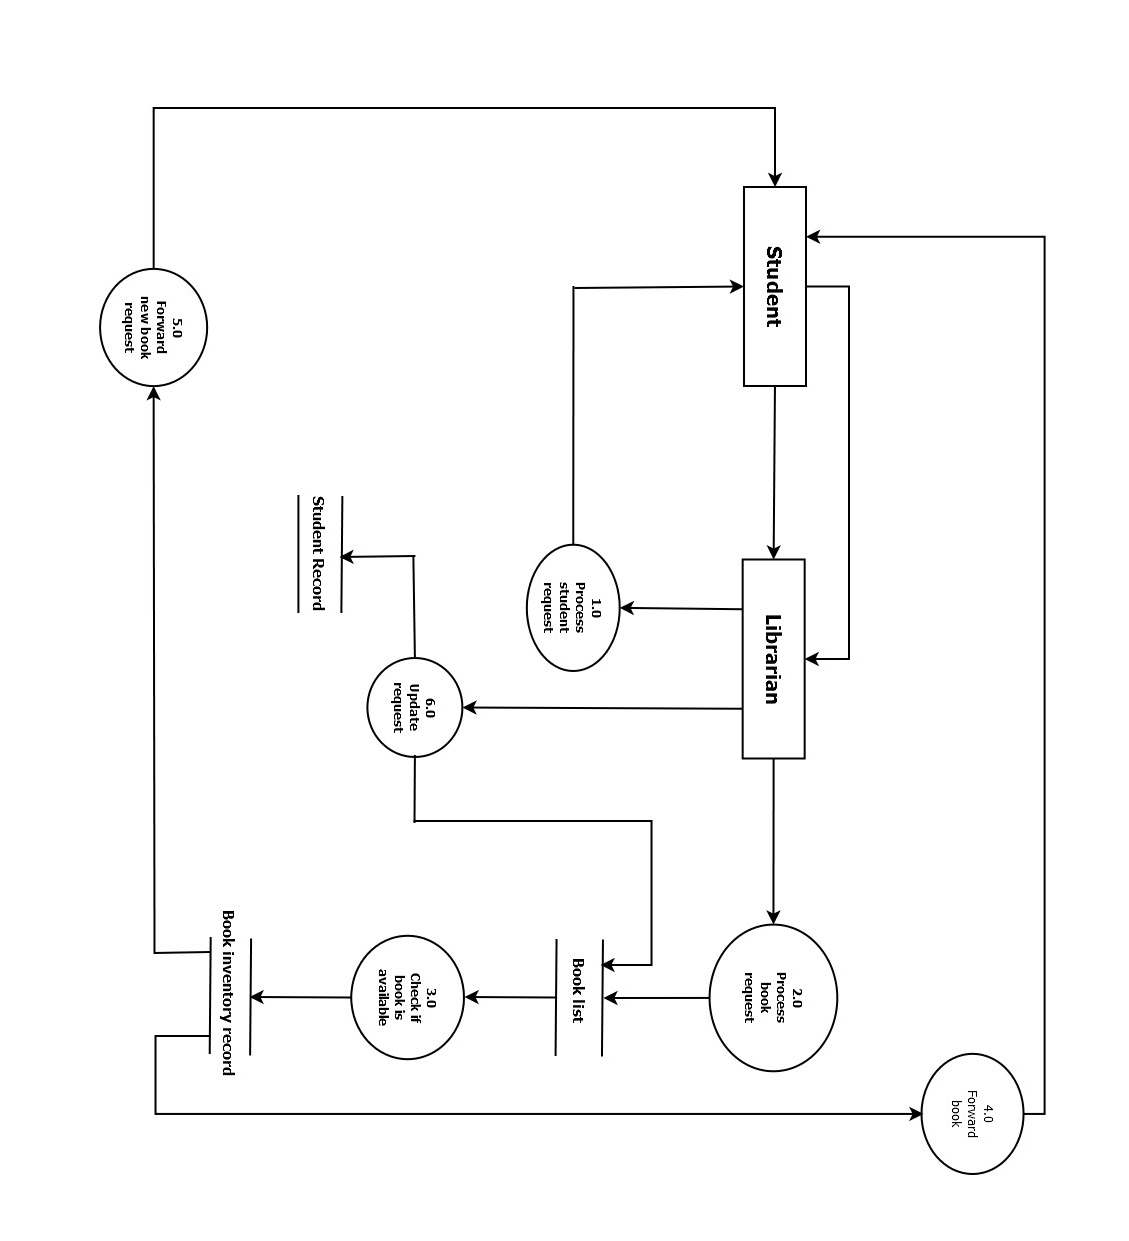 Student
Librarian
1.0
Process
student
request
2.0
Process
book
request
Book list
3.0
Check if
book is
available
Book inventory record
4.0
Forward
book
5.0
Forward
new book
request
6.0
Update
request
Student Record